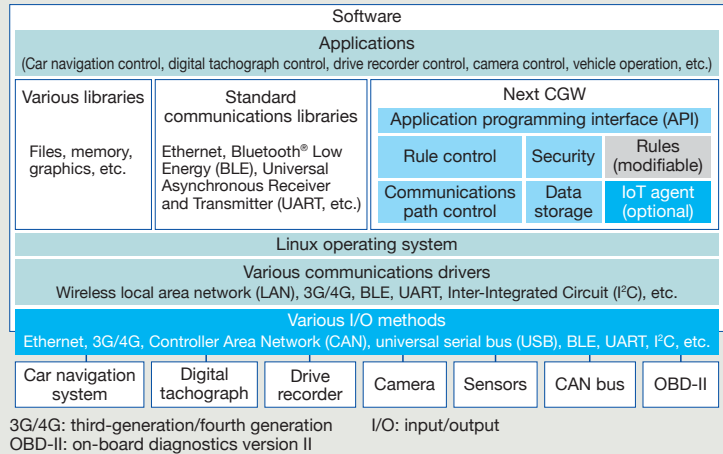 Software
Applications
(Car navigation control, digital tachograph control, drive recorder control, camera control, vehicle operation, etc.)
Various libraries
Files, memory,
graphics, etc.
Standard
communications libraries
Ethernet, Bluetooth® Low
Energy (BLE), Universal
Asynchronous Receiver
and Transmitter (UART, etc.)
Next CGW
Application programming interface (API)
Rule control
Security
Rules
(modifiable)
Communications
path control
Data
storage
IoT agent
(optional)
Linux operating system
Various communications drivers
Wireless local area network (LAN), 3G/4G, BLE, UART, Inter-Integrated Circuit (I²C), etc.
Various I/O methods
Ethernet, 3G/4G, Controller Area Network (CAN), universal serial bus (USB), BLE, UART, I²C, etc.
Car navigation
system
Digital
tachograph
Drive
recorder
Camera
Sensors
CAN bus
OBD-II
3G/4G: third-generation/fourth generation I/O: input/output
OBD-II: on-board diagnostics version II